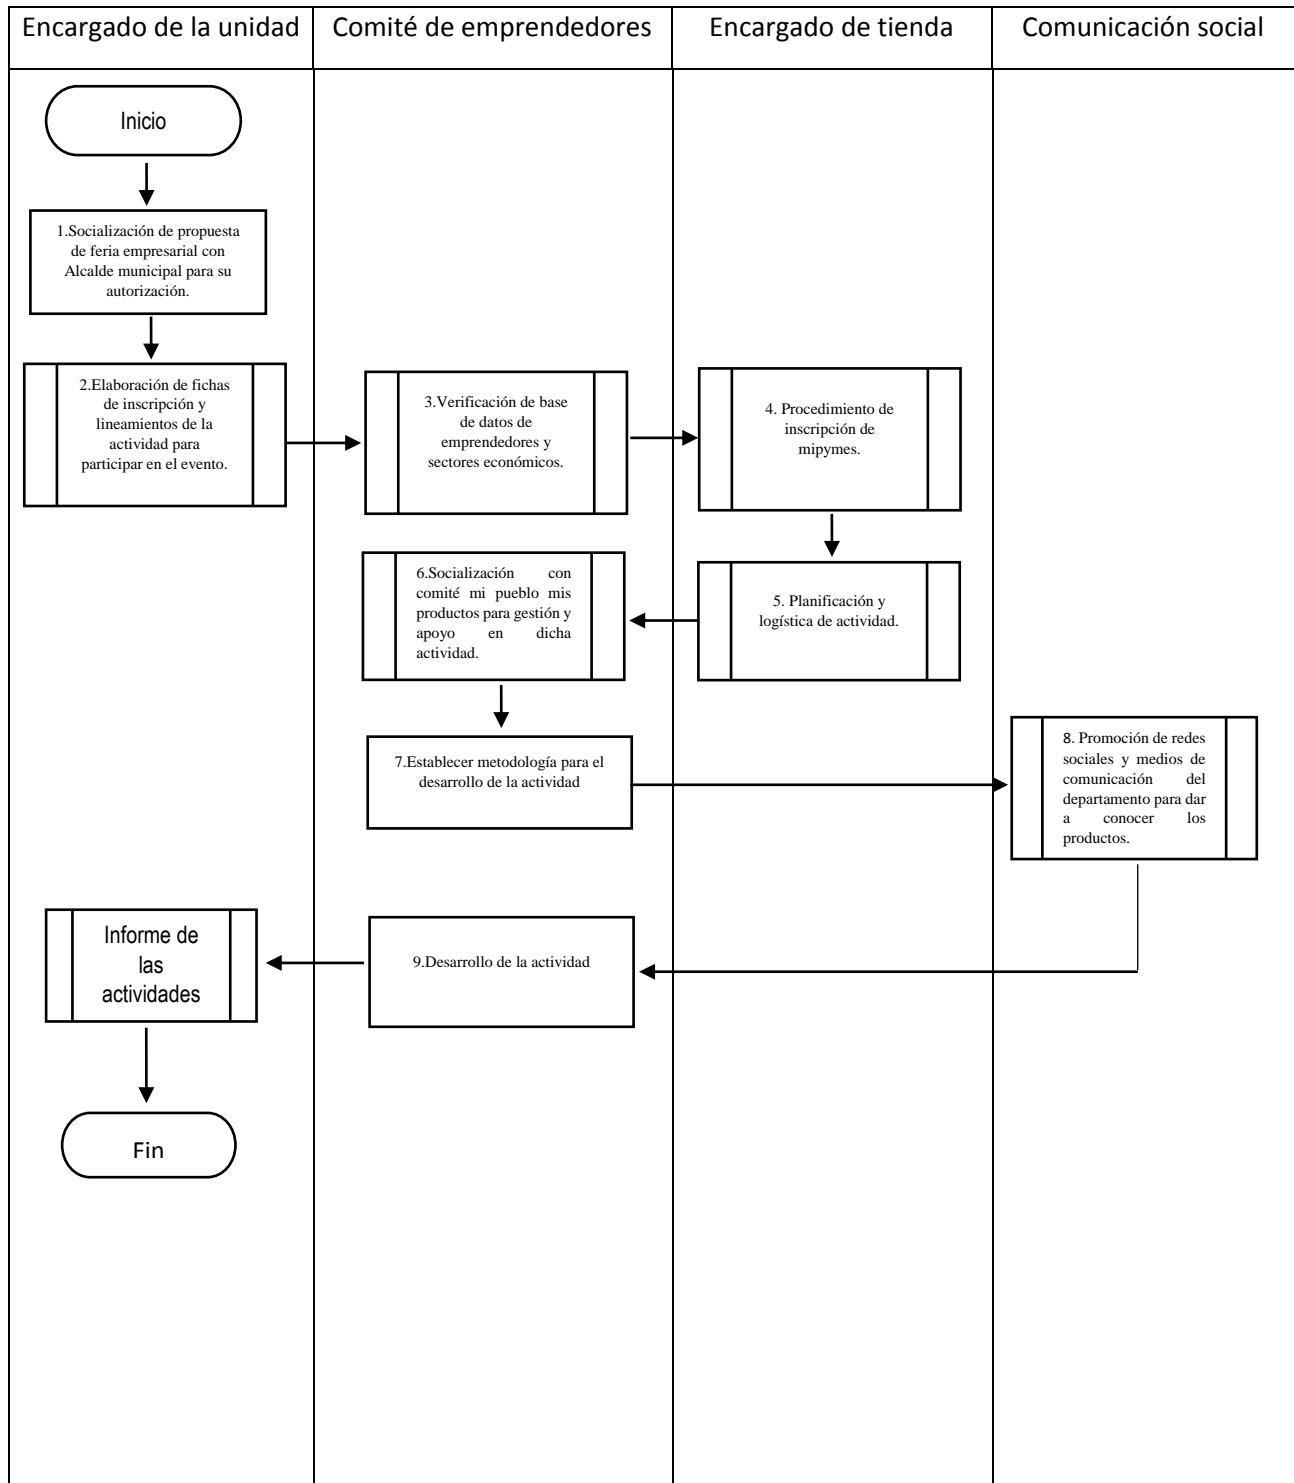 Encargado de la unidad
Comité de emprendedores
Encargado de tienda
Comunicación social
Inicio
1.Socialización de propuesta
de feria empresarial con
Alcalde municipal para su
autorización.
2.Elaboración de fichas
de inscripción y
lineamientos de la
actividad para
participar en el evento.
3.Verificación de base
de datos de
emprendedores y
sectores económicos.
4. Procedimiento de
inscripción de
mipymes.
5. Planificación y
logística de actividad.
6.Socialización con
comité mi pueblo mis
productos para gestión y
apoyo en dicha
actividad.
7.Establecer metodología para el
desarrollo de la actividad
8. Promoción de redes
sociales y medios de
comunicación del
departamento para dar
a conocer los
productos.
9.Desarrollo de la actividad
Informe de
las
actividades
Fin